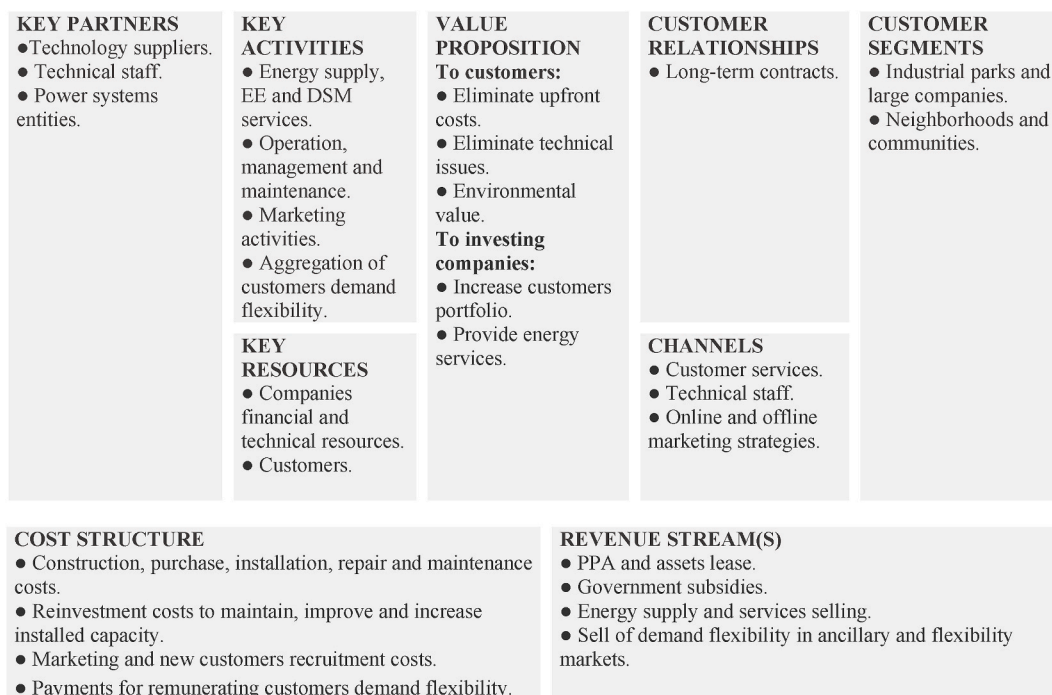 KEY PARTNERS
●Technology suppliers.
● Technical staff.
● Power systems
entities.
KEY
ACTIVITIES
● Energy supply,
EE and DSM
services.
● Operation,
management and
maintenance.
● Marketing
activities.
● Aggregation of
customers demand
flexibility.
KEY
RESOURCES
● Companies
financial and
technical resources.
● Customers.
VALUE
PROPOSITION
To customers:
● Eliminate upfront
costs.
● Eliminate technical
issues.
● Environmental
value.
To investing
companies:
● Increase customers
portfolio.
● Provide energy
services.
CUSTOMER
RELATIONSHIPS
● Long-term contracts.
CHANNELS
● Customer services.
● Technical staff.
● Online and offline
marketing strategies.
CUSTOMER
SEGMENTS
● Industrial parks and
large companies.
● Neighborhoods and
communities.
COST STRUCTURE
● Construction, purchase, installation, repair and maintenance
costs.
● Reinvestment costs to maintain, improve and increase
installed capacity.
● Marketing and new customers recruitment costs.
● Payments for remunerating customers demand flexibility.
REVENUE STREAM(S)
● PPA and assets lease.
● Government subsidies.
● Energy supply and services selling.
● Sell of demand flexibility in ancillary and flexibility
markets.